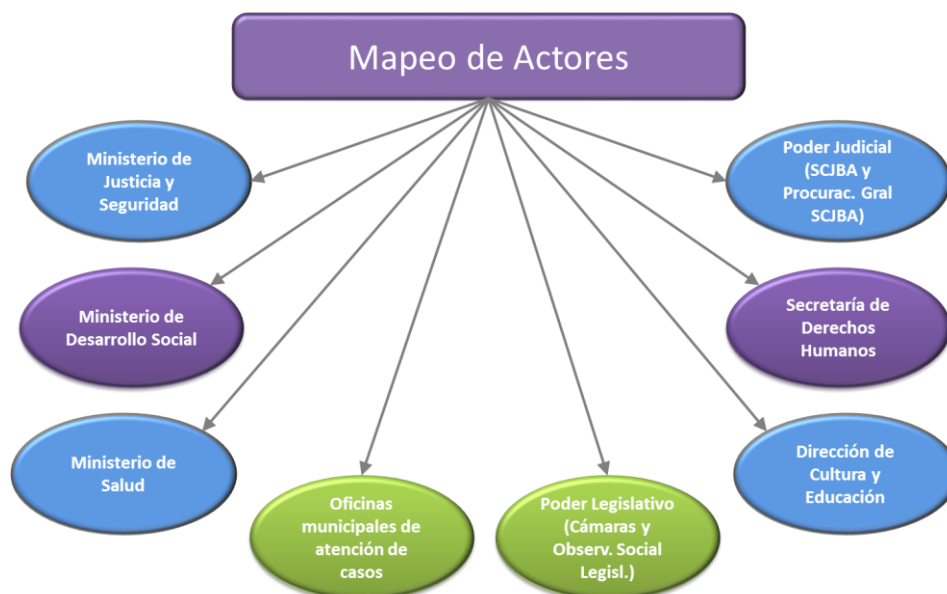 Mapeo de Actores
Ministerio de
Justicia y
Seguridad
Poder Judicial
(SCJBA y
Procurac. Gral
SCJBA)
Ministerio de
Desarrollo Social
Secretaría de
Derechos
Humanos
Ministerio de
Salud
Dirección de
Cultura y
Educación
Oficinas
municipales de
atención de
casos
Poder Legislativo
(Cámaras y
Observ. Social
Legisl.)